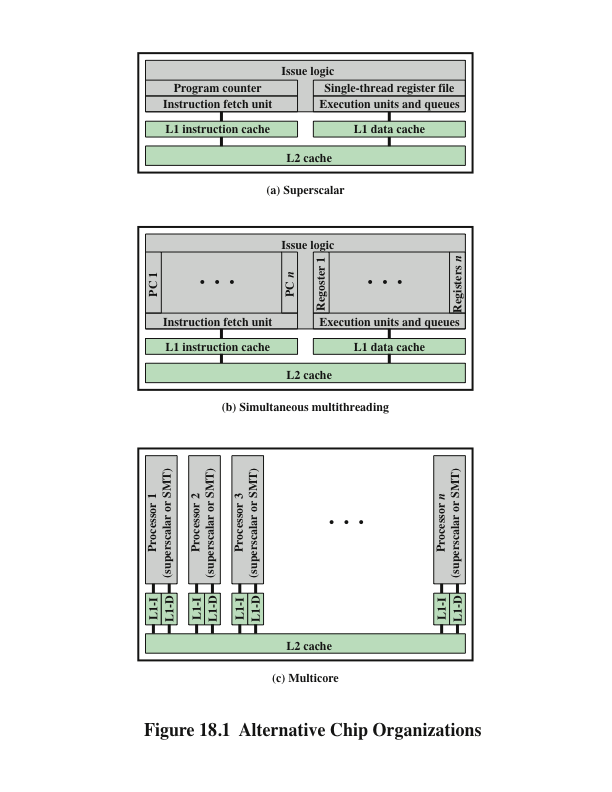 Issue logic
Program counter
Single-thread register file
Instruction fetch unit
Execution units and queues
L1 instruction cache
L1 data cache
L2 cache
(a) Superscalar
Issue logic
PC 1
• • •
PC n
Regoster 1
• • •
Registers n
Instruction fetch unit
Execution units and queues
L1 instruction cache
L1 data cache
L2 cache
(b) Simultaneous multithreading
Processor 1
(superscalar or SMT)
Processor 2
(superscalar or SMT)
Processor 3
(superscalar or SMT)
• • •
Processor n
(superscalar or SMT)
L1-I
L1-D
L1-I
L1-D
L1-I
L1-D
L1-I
L1-D
L2 cache
(c) Multicore
Figure 18.1 Alternative Chip Organizations